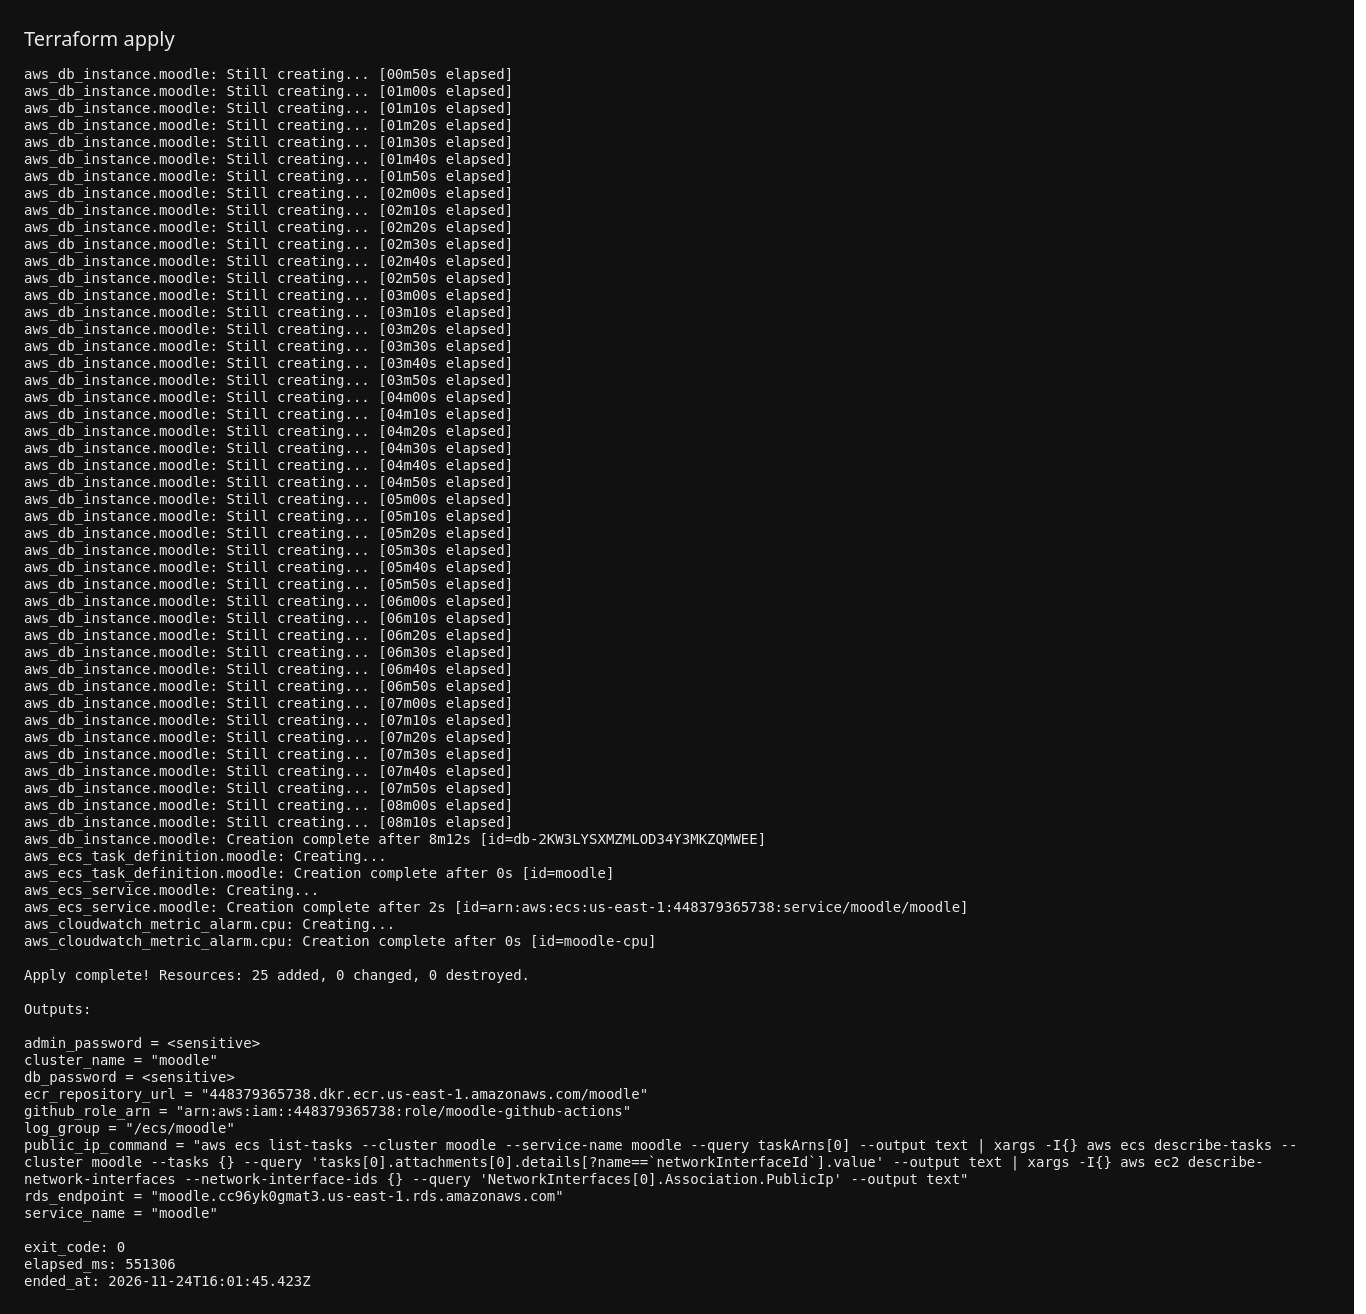 Terraform apply
aws_db_instance.moodle: Still creating... [00m50s elapsed]
aws_db_instance.moodle: Still creating... [01m00s elapsed]
aws_db_instance.moodle: Still creating... [01m10s elapsed]
aws_db_instance.moodle: Still creating... [01m20s elapsed]
aws_db_instance.moodle: Still creating... [01m30s elapsed]
aws_db_instance.moodle: Still creating... [01m40s elapsed]
aws_db_instance.moodle: Still creating... [01m50s elapsed]
aws_db_instance.moodle: Still creating... [02m00s elapsed]
aws_db_instance.moodle: Still creating... [02m10s elapsed]
aws_db_instance.moodle: Still creating... [02m20s elapsed]
aws_db_instance.moodle: Still creating... [02m30s elapsed]
aws_db_instance.moodle: Still creating... [02m40s elapsed]
aws_db_instance.moodle: Still creating... [02m50s elapsed]
aws_db_instance.moodle: Still creating... [03m00s elapsed]
aws_db_instance.moodle: Still creating... [03m10s elapsed]
aws_db_instance.moodle: Still creating... [03m20s elapsed]
aws_db_instance.moodle: Still creating... [03m30s elapsed]
aws_db_instance.moodle: Still creating... [03m40s elapsed]
aws_db_instance.moodle: Still creating... [03m50s elapsed]
aws_db_instance.moodle: Still creating... [04m00s elapsed]
aws_db_instance.moodle: Still creating... [04m10s elapsed]
aws_db_instance.moodle: Still creating... [04m20s elapsed]
aws_db_instance.moodle: Still creating... [04m30s elapsed]
aws_db_instance.moodle: Still creating... [04m40s elapsed]
aws_db_instance.moodle: Still creating... [04m50s elapsed]
aws_db_instance.moodle: Still creating... [05m00s elapsed]
aws_db_instance.moodle: Still creating... [05m10s elapsed]
aws_db_instance.moodle: Still creating... [05m20s elapsed]
aws_db_instance.moodle: Still creating... [05m30s elapsed]
aws_db_instance.moodle: Still creating... [05m40s elapsed]
aws_db_instance.moodle: Still creating... [05m50s elapsed]
aws_db_instance.moodle: Still creating... [06m00s elapsed]
aws_db_instance.moodle: Still creating... [06m10s elapsed]
aws_db_instance.moodle: Still creating... [06m20s elapsed]
aws_db_instance.moodle: Still creating... [06m30s elapsed]
aws_db_instance.moodle: Still creating... [06m40s elapsed]
aws_db_instance.moodle: Still creating... [06m50s elapsed]
aws_db_instance.moodle: Still creating... [07m00s elapsed]
aws_db_instance.moodle: Still creating... [07m10s elapsed]
aws_db_instance.moodle: Still creating... [07m20s elapsed]
aws_db_instance.moodle: Still creating... [07m30s elapsed]
aws_db_instance.moodle: Still creating... [07m40s elapsed]
aws_db_instance.moodle: Still creating... [07m50s elapsed]
aws_db_instance.moodle: Still creating... [08m00s elapsed]
aws_db_instance.moodle: Still creating... [08m10s elapsed]
aws_db_instance.moodle: Creation complete after 8m12s [id=db-2KW3LYSXMZMLOD34Y3MKZQMWEE]
aws_ecs_task_definition.moodle: Creating...
aws_ecs_task_definition.moodle: Creation complete after 0s [id=moodle]
aws_ecs_service.moodle: Creating...
aws_ecs_service.moodle: Creation complete after 2s [id=arn:aws:ecs:us-east-1:448379365738:service/moodle/moodle]
aws_cloudwatch_metric_alarm.cpu: Creating...
aws_cloudwatch_metric_alarm.cpu: Creation complete after 0s [id=moodle-cpu]

Apply complete! Resources: 25 added, 0 changed, 0 destroyed.

Outputs:

admin_password = <sensitive>
cluster_name = "moodle"
db_password = <sensitive>
ecr_repository_url = "448379365738.dkr.ecr.us-east-1.amazonaws.com/moodle"
github_role_arn = "arn:aws:iam::448379365738:role/moodle-github-actions"
log_group = "/ecs/moodle"
public_ip_command = "aws ecs list-tasks --cluster moodle --service-name moodle --query taskArns[0] --output text | xargs -I{} aws ecs describe-tasks --
cluster moodle --tasks {} --query 'tasks[0].attachments[0].details[?name==`networkInterfaceId`].value' --output text | xargs -I{} aws ec2 describe-
network-interfaces --network-interface-ids {} --query 'NetworkInterfaces[0].Association.PublicIp' --output text"
rds_endpoint = "moodle.cc96yk0gmat3.us-east-1.rds.amazonaws.com"
service_name = "moodle"

exit_code: 0
elapsed_ms: 551306
ended_at: 2026-11-24T16:01:45.423Z